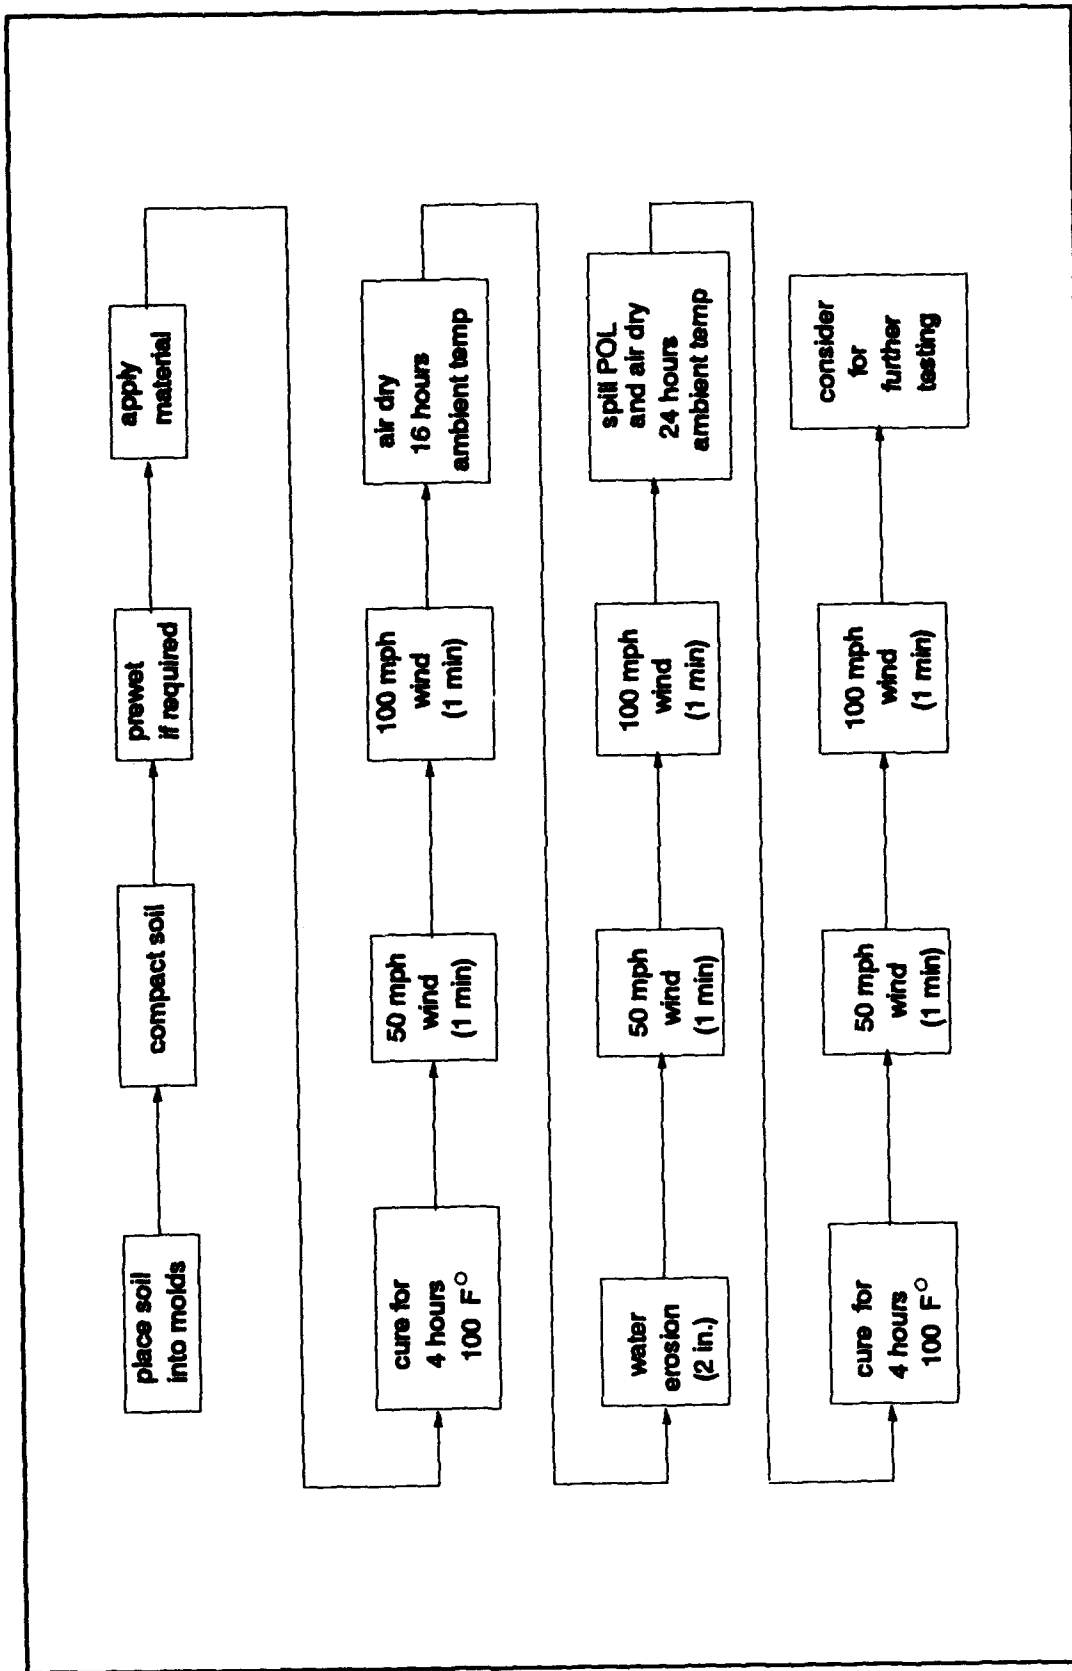 place soil
into molds
compact soil
prewet
if required
apply
material
cure for
4 hours
100 F°
50 mph
wind
(1 min)
100 mph
wind
(1 min)
air dry
16 hours
ambient temp
water
erosion
(2 in.)
50 mph
wind
(1 min)
100 mph
wind
(1 min)
spill POL
and air dry
24 hours
ambient temp
cure for
4 hours
100 F°
50 mph
wind
(1 min)
100 mph
wind
(1 min)
consider
for
further
testing